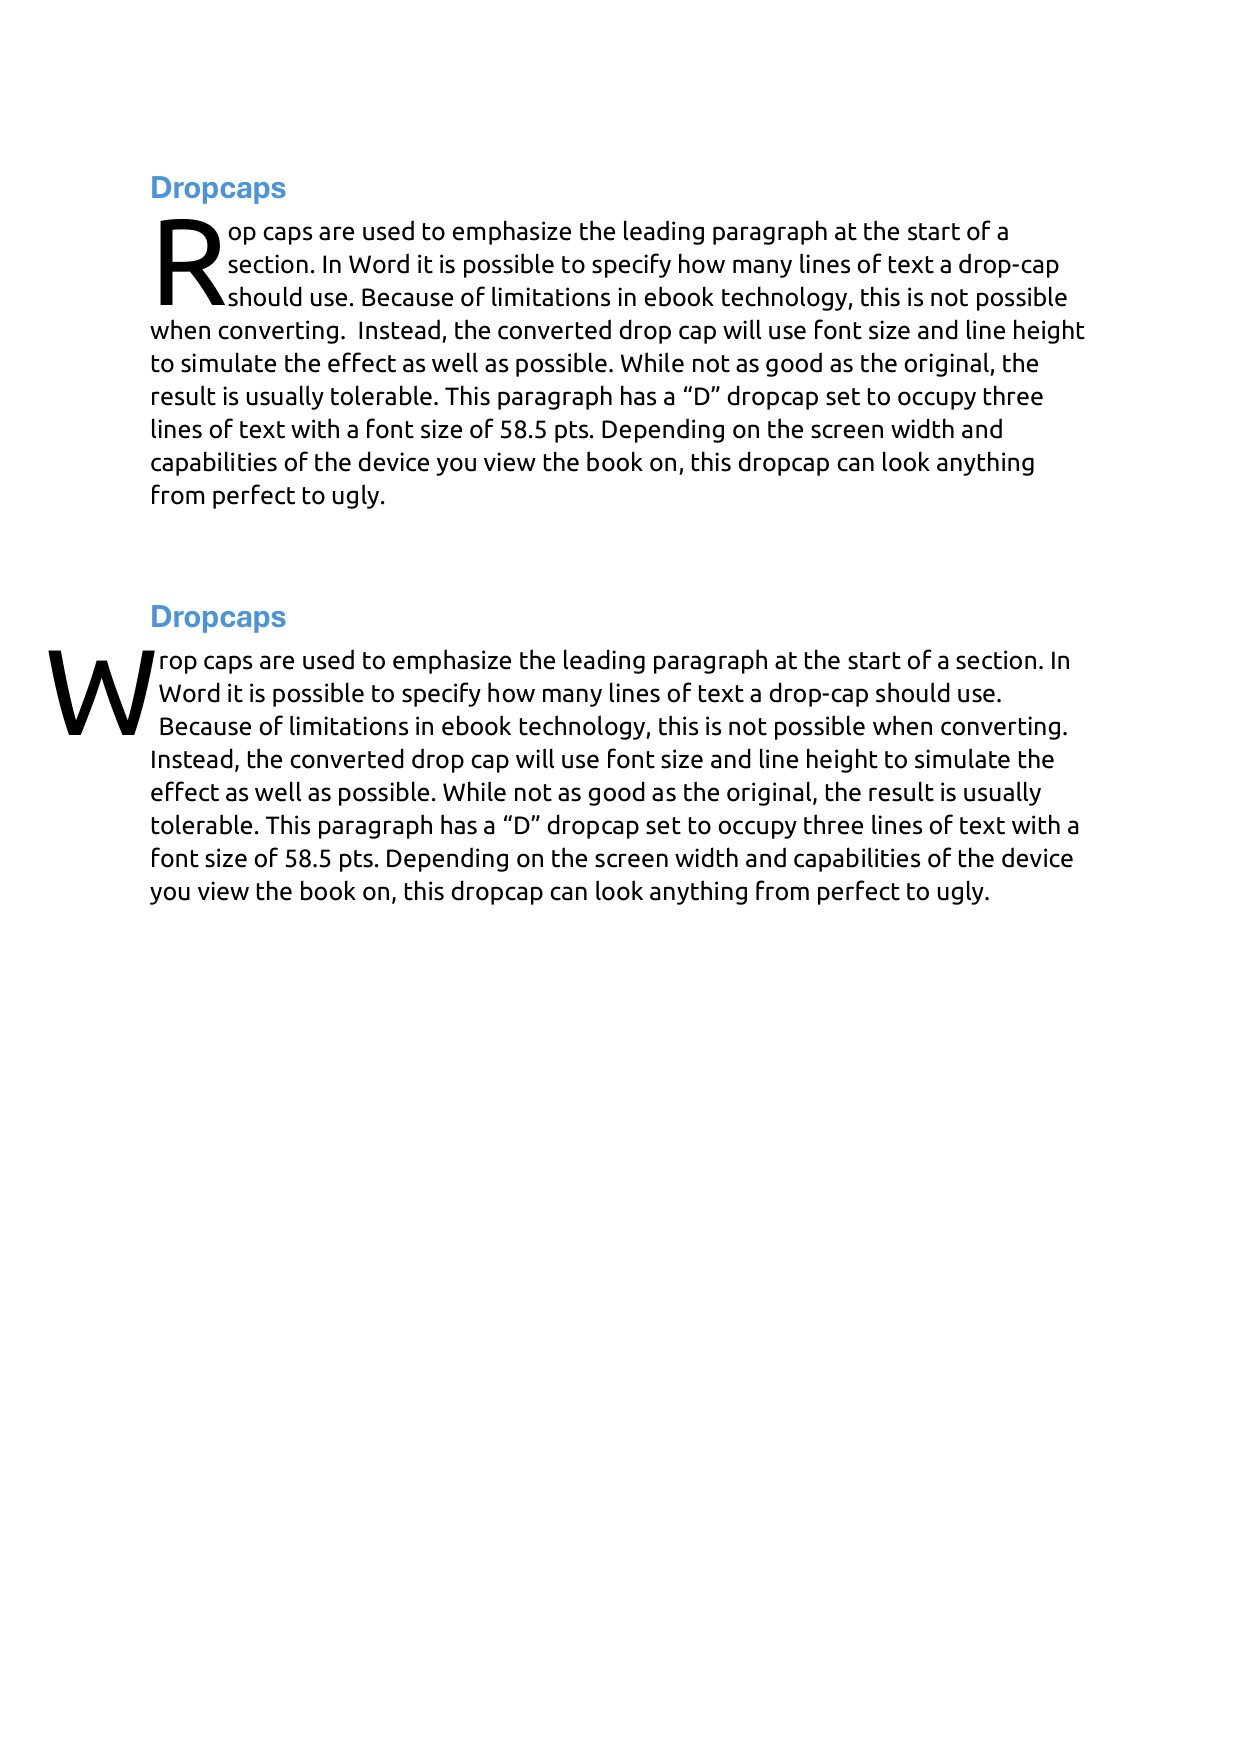 Dropcaps
Rop caps are used to emphasize the leading paragraph at the start of a
section. In Word it is possible to specify how many lines of text a drop-cap
should use. Because of limitations in ebook technology, this is not possible
when converting.  Instead, the converted drop cap will use font size and line height
to simulate the effect as well as possible. While not as good as the original, the
result is usually tolerable. This paragraph has a “D” dropcap set to occupy three
lines of text with a font size of 58.5 pts. Depending on the screen width and
capabilities of the device you view the book on, this dropcap can look anything
from perfect to ugly.
Dropcaps
Wrop caps are used to emphasize the leading paragraph at the start of a section. In
Word it is possible to specify how many lines of text a drop-cap should use.
Because of limitations in ebook technology, this is not possible when converting.
Instead, the converted drop cap will use font size and line height to simulate the
effect as well as possible. While not as good as the original, the result is usually
tolerable. This paragraph has a “D” dropcap set to occupy three lines of text with a
font size of 58.5 pts. Depending on the screen width and capabilities of the device
you view the book on, this dropcap can look anything from perfect to ugly.